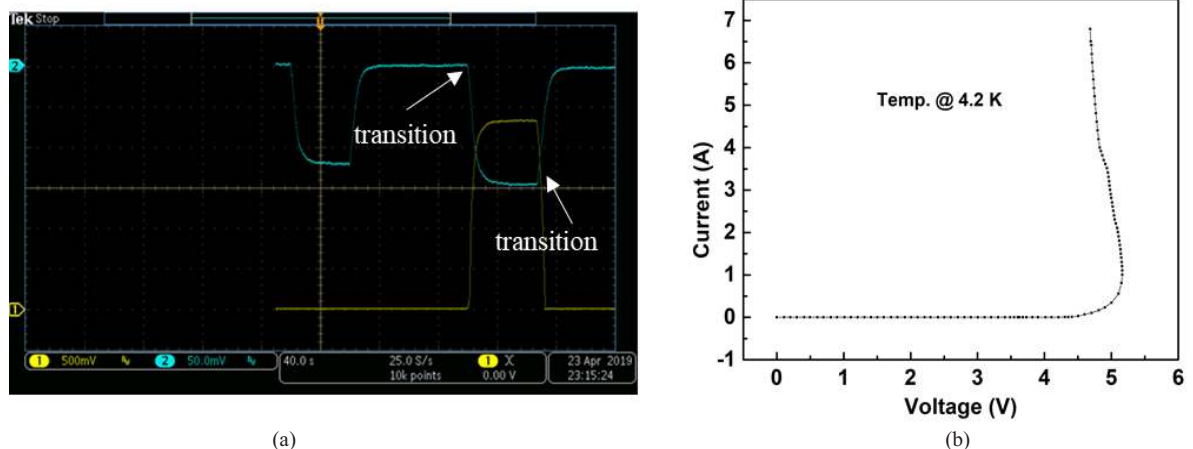 Tek Stop
T
2
transition
transition
1
1 500mV 2 50.0mV 40.0 s 25.0 S/s 1 X 23 Apr 2019
10k points 0.00 V 23:15:24
(a)
7
6
5
4
3
2
1
0
-1
Current (A)
Temp. @ 4.2 K
0 1 2 3 4 5 6
Voltage (V)
(b)